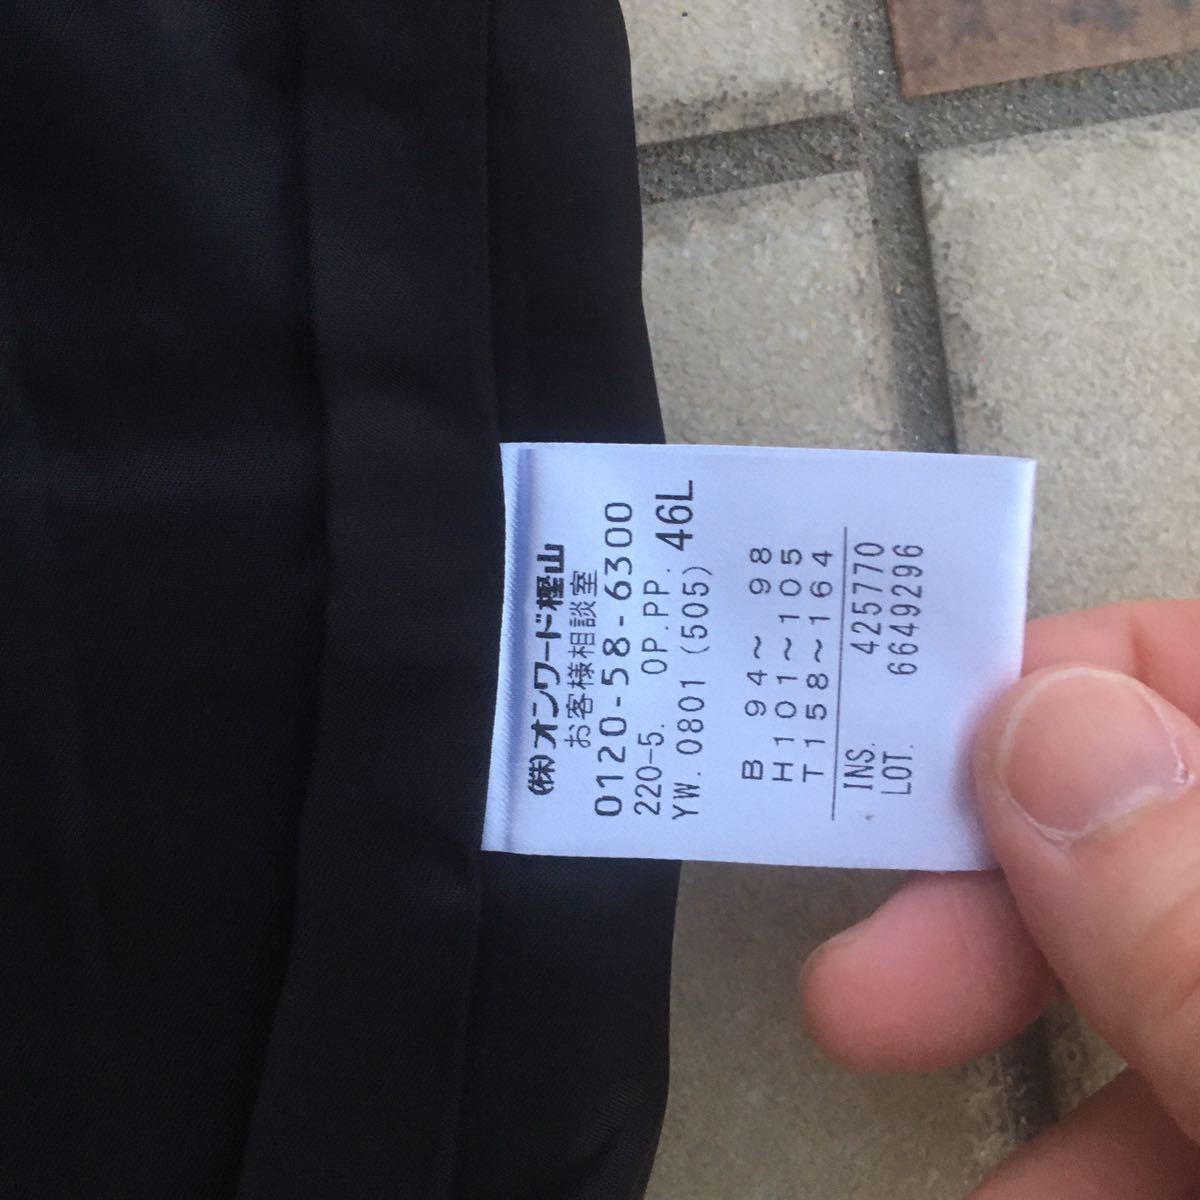 (株)オンワード樫山
お客様相談室
0120-58-6300
220-5. OP.PP. 46L
YW. 0801 (505)
B 94~ 98
H101~105
T158~164
INS. 425770
LOT. 6649296